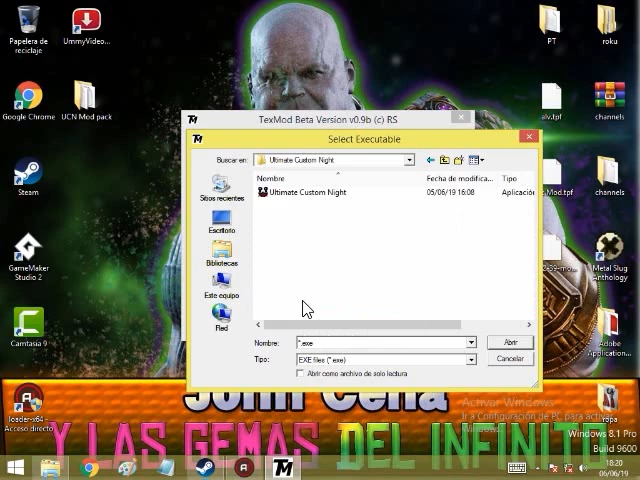 Papelera de
reciclaje
UmmyVideo...
PT
roku
Google Chrome
UCN Mod pack
alv.tpf
channels
Steam
Mod.tpf
channels
GameMaker
Studio 2
Metal Slug
Anthology
Camtasia 9
Adobe
Application...
loader-x64 -
Acceso directo
ropa
TexMod Beta Version v0.9b (c) RS
Select Executable
Buscar en:
Ultimate Custom Night
Nombre
Fecha de modifica...
Tipo
Ultimate Custom Night
05/06/19 16:08
Aplicación
Sitios recientes
Escritorio
Bibliotecas
Este equipo
Red
Nombre:
*.exe
Abrir
Tipo:
EXE files (*.exe)
Cancelar
Abrir como archivo de solo lectura
John Cena
Y LAS GEMAS DEL INFINITO
Activar Windows
Ir a Configuración de PC para activar
Windows.
Windows 8.1 Pro
Build 9600
18:20
06/06/19